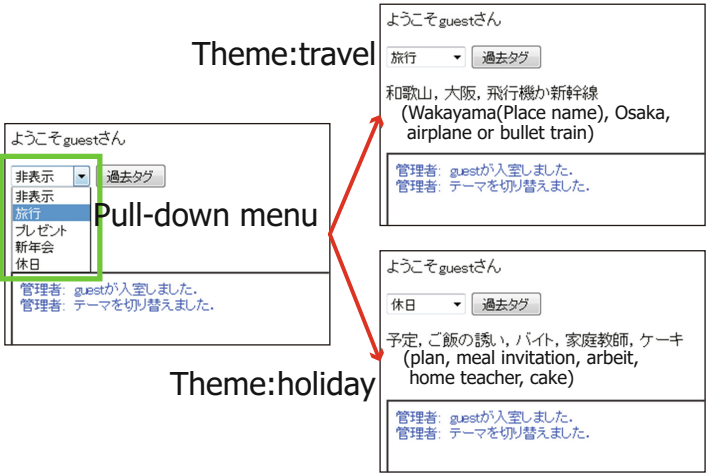 ようこそguestさん
非表示 過去タグ
非表示
旅行
プレゼント
新年会
休日
Pull-down menu
管理者: guestが入室しました.
管理者: テーマを切り替えました.
Theme:travel
ようこそguestさん
旅行 過去タグ
和歌山, 大阪, 飛行機か新幹線
(Wakayama(Place name), Osaka,
airplane or bullet train)
管理者: guestが入室しました.
管理者: テーマを切り替えました.
Theme:holiday
ようこそguestさん
休日 過去タグ
予定, ご飯の誘い, バイト, 家庭教師, ケーキ
(plan, meal invitation, arbeit,
home teacher, cake)
管理者: guestが入室しました.
管理者: テーマを切り替えました.